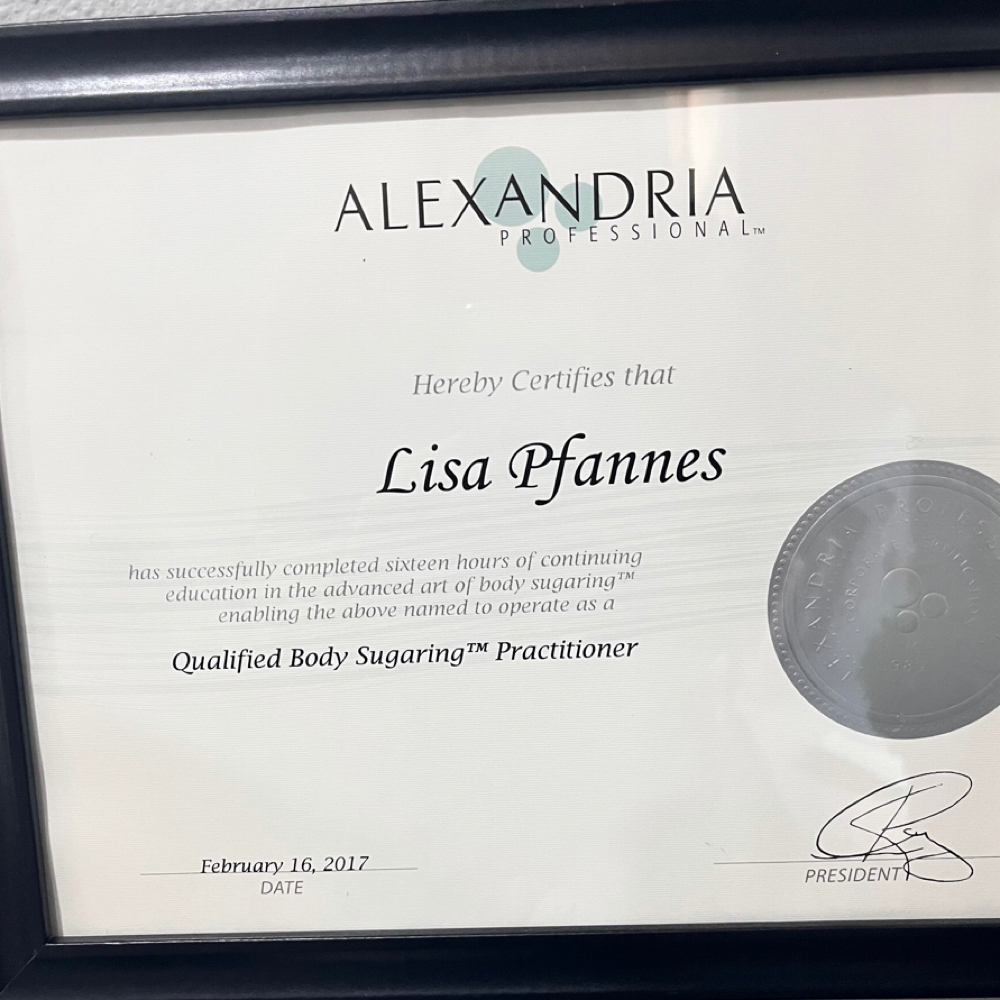 ALEXANDRIA
PROFESSIONAL™
Hereby Certifies that
Lisa Pfannes
has successfully completed sixteen hours of continuing
education in the advanced art of body sugaring™
enabling the above named to operate as a
Qualified Body Sugaring™ Practitioner
February 16, 2017
DATE
PRESIDENT